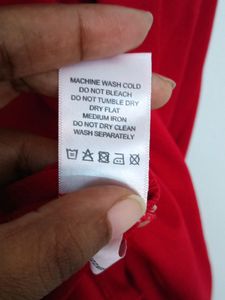 MACHINE WASH COLD
DO NOT BLEACH
DO NOT TUMBLE DRY
DRY FLAT
MEDIUM IRON
DO NOT DRY CLEAN
WASH SEPARATELY